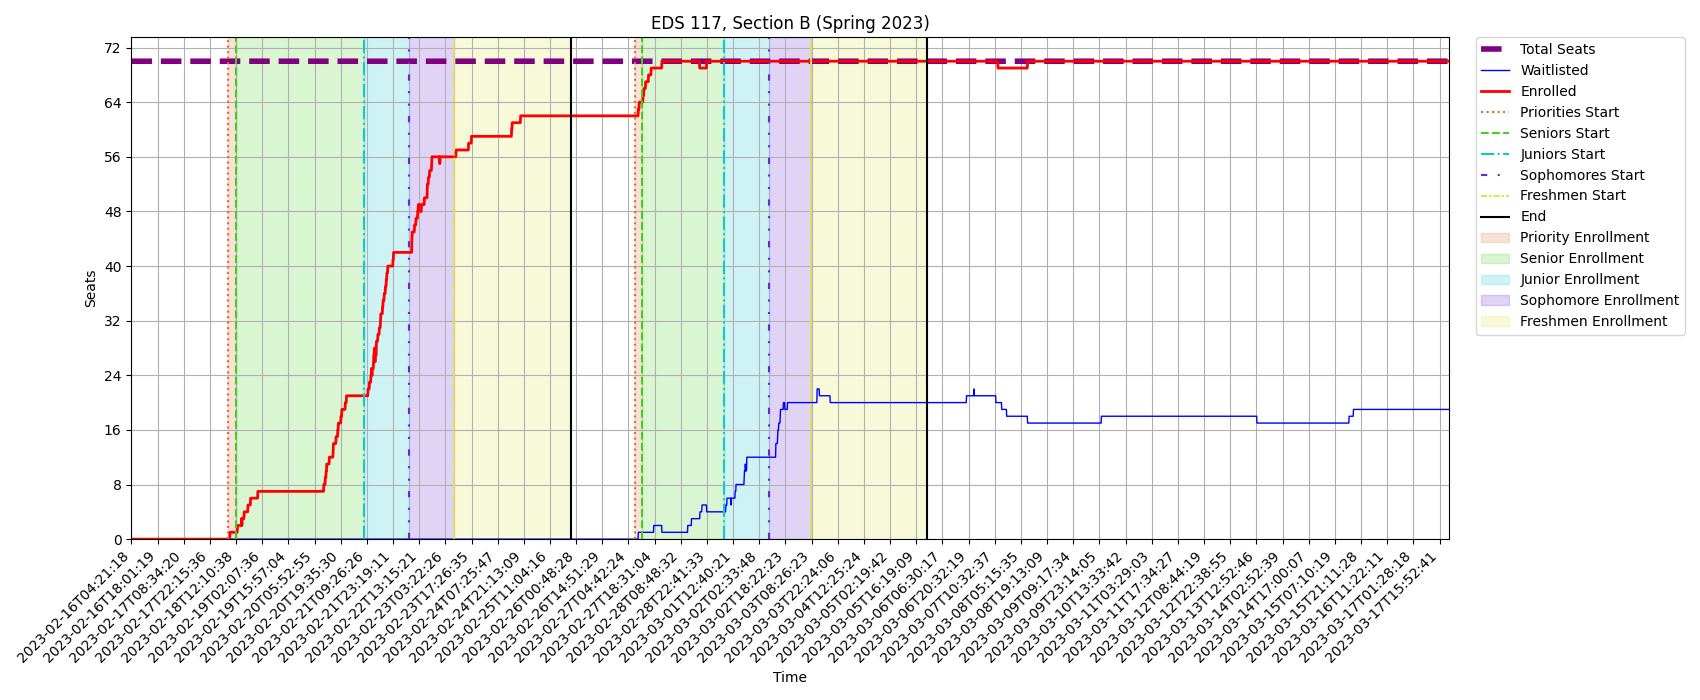 EDS 117, Section B (Spring 2023)
72
64
56
48
40
32
24
16
8
0
Seats
2023-02-16T04:21:18
2023-02-16T18:01:19
2023-02-17T08:34:20
2023-02-17T22:15:36
2023-02-18T12:10:38
2023-02-19T02:07:36
2023-02-19T15:57:04
2023-02-20T05:52:55
2023-02-20T19:35:30
2023-02-21T09:26:26
2023-02-21T23:19:11
2023-02-22T13:15:21
2023-02-23T03:22:26
2023-02-23T17:26:35
2023-02-24T07:25:47
2023-02-24T21:13:09
2023-02-25T11:04:16
2023-02-26T00:48:28
2023-02-26T14:51:29
2023-02-27T04:42:24
2023-02-27T18:31:04
2023-02-28T08:48:32
2023-02-28T22:41:33
2023-03-01T12:40:21
2023-03-02T02:33:48
2023-03-02T18:22:23
2023-03-03T08:26:23
2023-03-03T22:24:06
2023-03-04T12:25:24
2023-03-05T02:19:42
2023-03-05T16:19:09
2023-03-06T06:30:17
2023-03-06T20:32:19
2023-03-07T10:32:37
2023-03-08T05:15:35
2023-03-08T19:13:09
2023-03-09T09:17:34
2023-03-09T23:14:05
2023-03-10T13:33:42
2023-03-11T03:29:03
2023-03-11T17:34:27
2023-03-12T08:44:19
2023-03-12T22:38:55
2023-03-13T12:52:46
2023-03-14T02:52:39
2023-03-14T17:00:07
2023-03-15T07:10:19
2023-03-15T21:11:28
2023-03-16T11:22:11
2023-03-17T01:28:18
2023-03-17T15:52:41
Time
Total Seats
Waitlisted
Enrolled
Priorities Start
Seniors Start
Juniors Start
Sophomores Start
Freshmen Start
End
Priority Enrollment
Senior Enrollment
Junior Enrollment
Sophomore Enrollment
Freshmen Enrollment